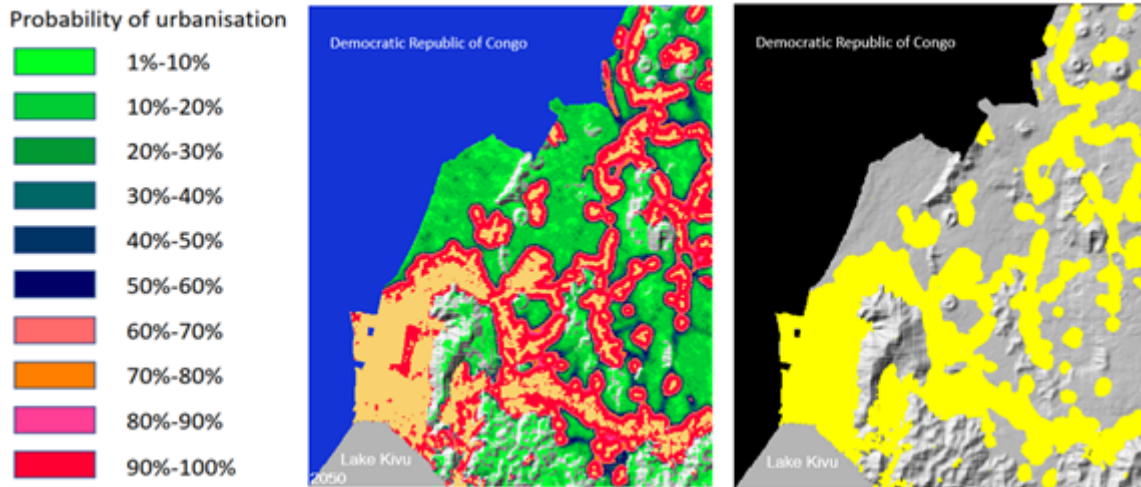 Probability of urbanisation
1%-10%
10%-20%
20%-30%
30%-40%
40%-50%
50%-60%
60%-70%
70%-80%
80%-90%
90%-100%
Democratic Republic of Congo
Lake Kivu
2050
Democratic Republic of Congo
Lake Kivu